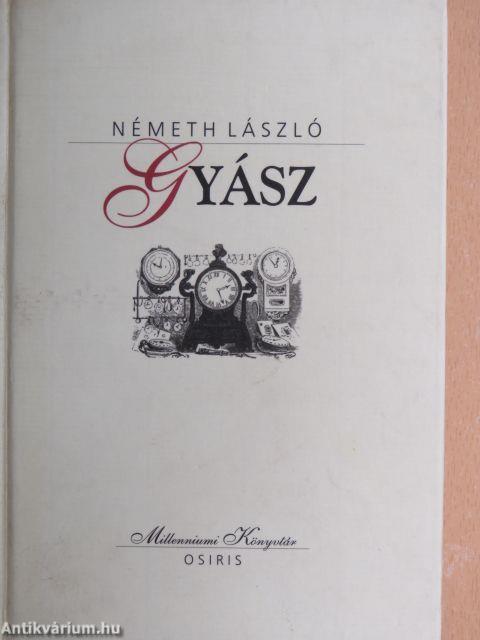 NÉMETH LÁSZLÓ
GYÁSZ
Millenniumi Könyvtár
OSIRIS
Antikvárium.hu